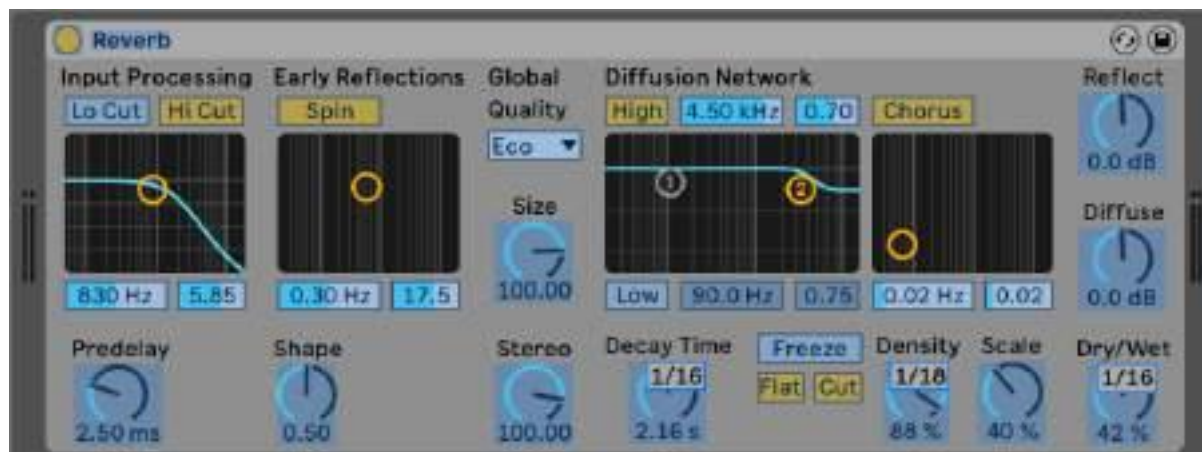 Reverb
Input Processing Early Reflections Global Diffusion Network Reflect
Lo Cut Hi Cut Spin Quality High 4.50 kHz 0.70 Chorus
Eco
0.0 dB
1 2
Size
Diffuse
100.00
830 Hz 5.85 0.30 Hz 17.5 Low 90.0 Hz 0.75 0.02 Hz 0.02 0.0 dB
Predelay Shape Stereo Decay Time Freeze Density Scale Dry/Wet
1/16 Flat Cut 1/18 1/16
2.50 ms 0.50 100.00 2.16 s 88 % 40 % 42 %